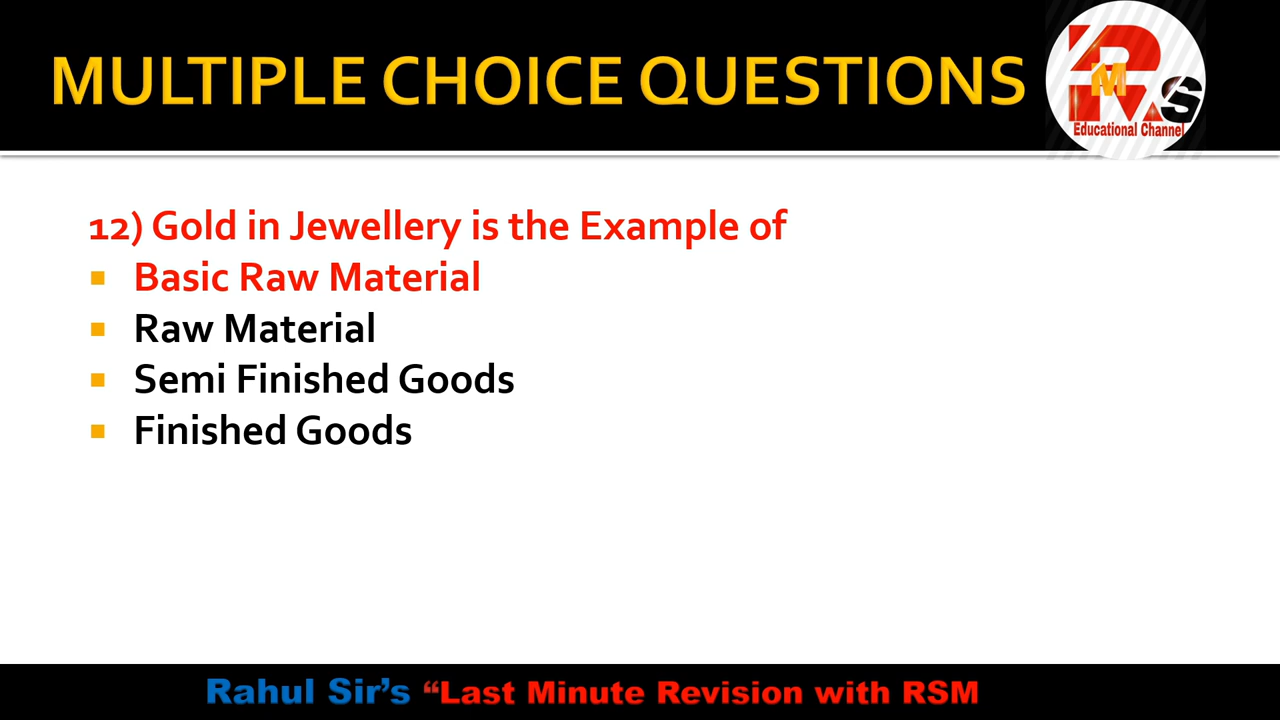 MULTIPLE CHOICE QUESTIONS
RMS
Educational Channel
12) Gold in Jewellery is the Example of
Basic Raw Material
Raw Material
Semi Finished Goods
Finished Goods
Rahul Sir's “Last Minute Revision with RSM